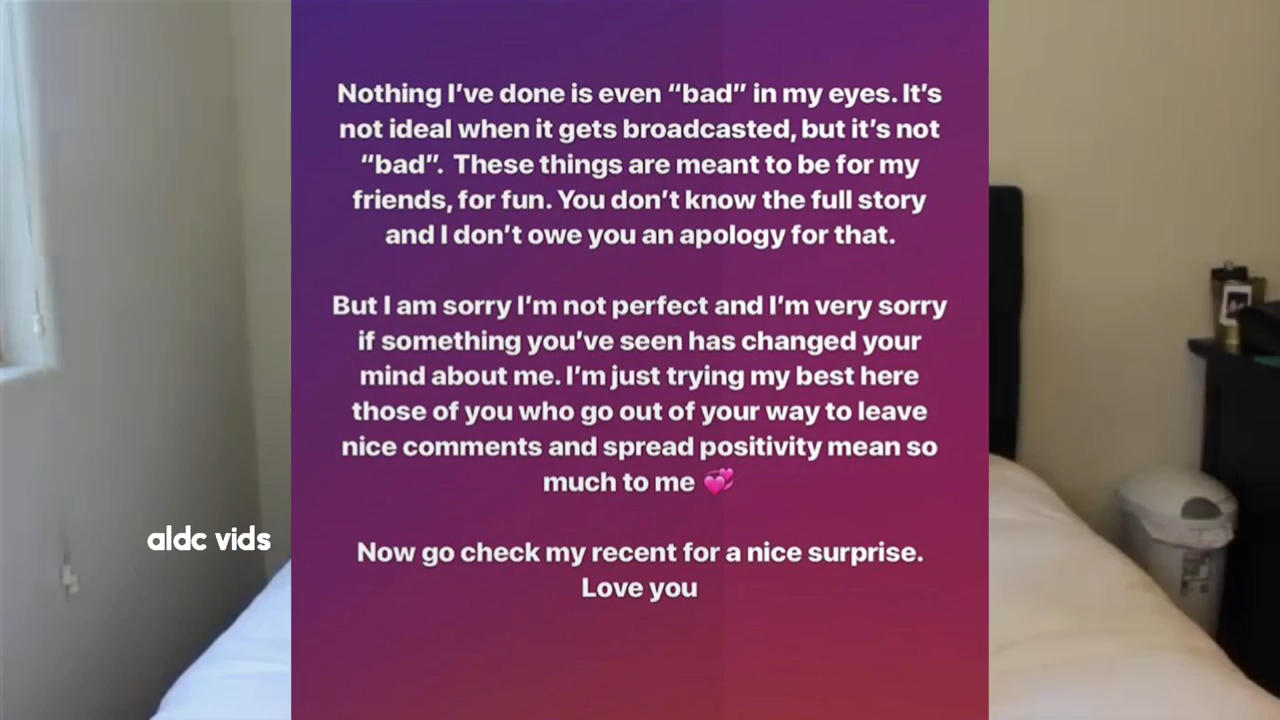 Nothing I’ve done is even “bad” in my eyes. It’s
not ideal when it gets broadcasted, but it’s not
“bad”. These things are meant to be for my
friends, for fun. You don’t know the full story
and I don’t owe you an apology for that.
But I am sorry I’m not perfect and I’m very sorry
if something you’ve seen has changed your
mind about me. I’m just trying my best here
those of you who go out of your way to leave
nice comments and spread positivity mean so
much to me 💞
Now go check my recent for a nice surprise.
Love you
aldc vids